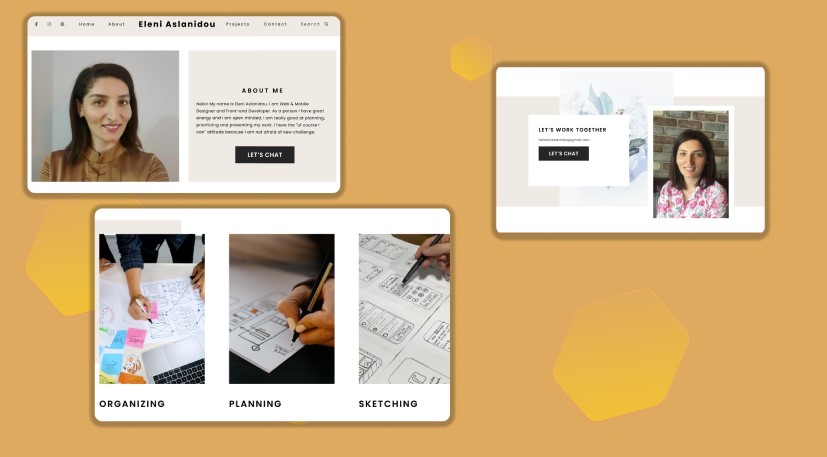 Home About Eleni Aslanidou Projects Contact Search
ABOUT ME
Hello! My name is Eleni Aslanidou. I am Web & Mobile
Designer and Front-end Developer. As a person I have great
energy and I am open minded. I am really good at planning,
prioritizing and presenting my work. I have the "of course I
can" attitude because I am not afraid of new challenge.
LET'S CHAT
LET'S WORK TOGETHER
LET'S CHAT
ORGANIZING PLANNING SKETCHING